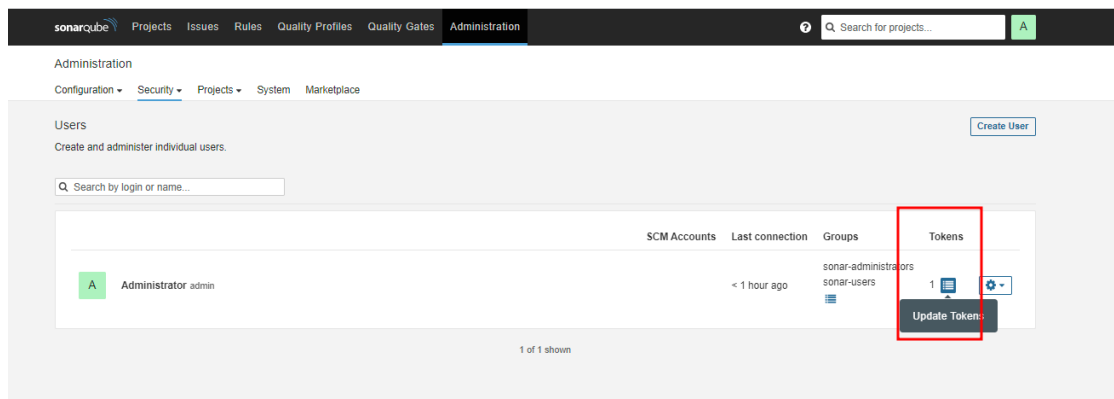 sonarqube Projects Issues Rules Quality Profiles Quality Gates Administration ? Search for projects... A
Administration
Configuration Security Projects System Marketplace
Users Create User
Create and administer individual users.
Search by login or name...
SCM Accounts Last connection Groups Tokens
sonar-administrators
A Administrator admin < 1 hour ago sonar-users 1
Update Tokens
1 of 1 shown